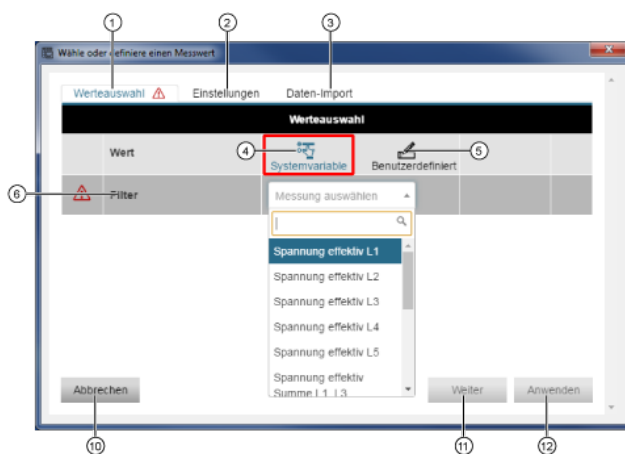 1 2 3
Wähle oder definiere einen Messwert
Werteauswahl Einstellungen Daten-Import
Werteauswahl
Wert 4 Systemvariable Benutzerdefiniert 5
6 Filter Messung auswählen
Spannung effektiv L1
Spannung effektiv L2
Spannung effektiv L3
Spannung effektiv L4
Spannung effektiv L5
Spannung effektiv
Summe L1..L3
Abbrechen Weiter Anwenden
10 11 12